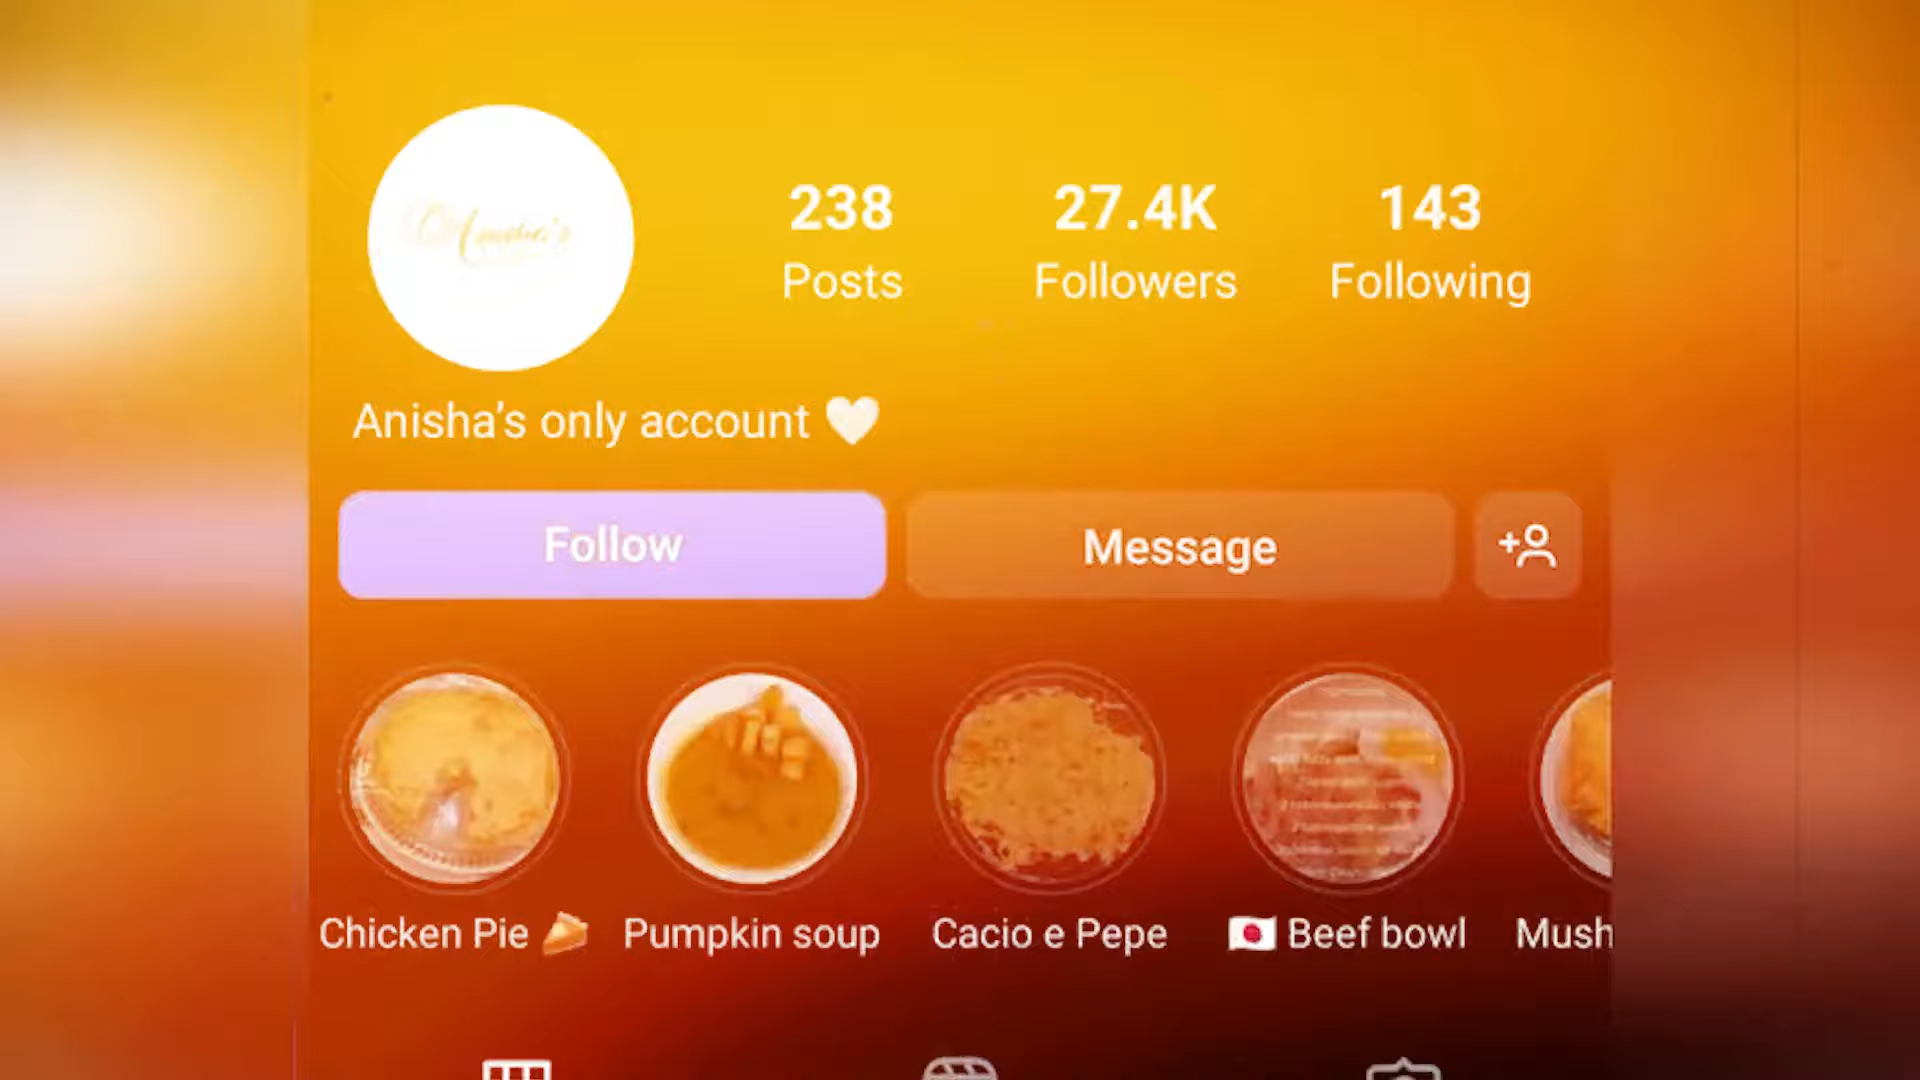 Anisha's
238
Posts
27.4K
Followers
143
Following
Anisha’s only account 🤍
Follow
Message
Chicken Pie 🥧
Pumpkin soup
Cacio e Pepe
🇯🇵 Beef bowl
Mush